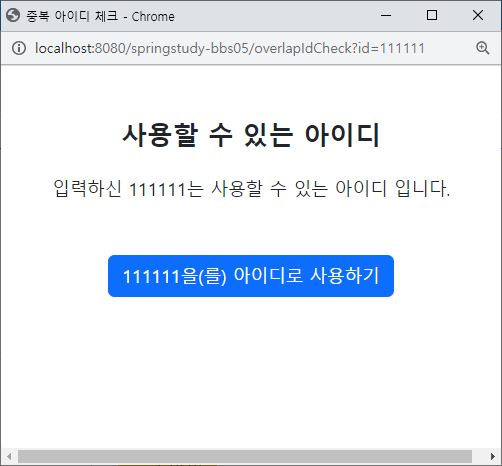 중복 아이디 체크 - Chrome
localhost:8080/springstudy-bbs05/overlapIdCheck?id=111111
사용할 수 있는 아이디
입력하신 111111는 사용할 수 있는 아이디 입니다.
111111을(를) 아이디로 사용하기